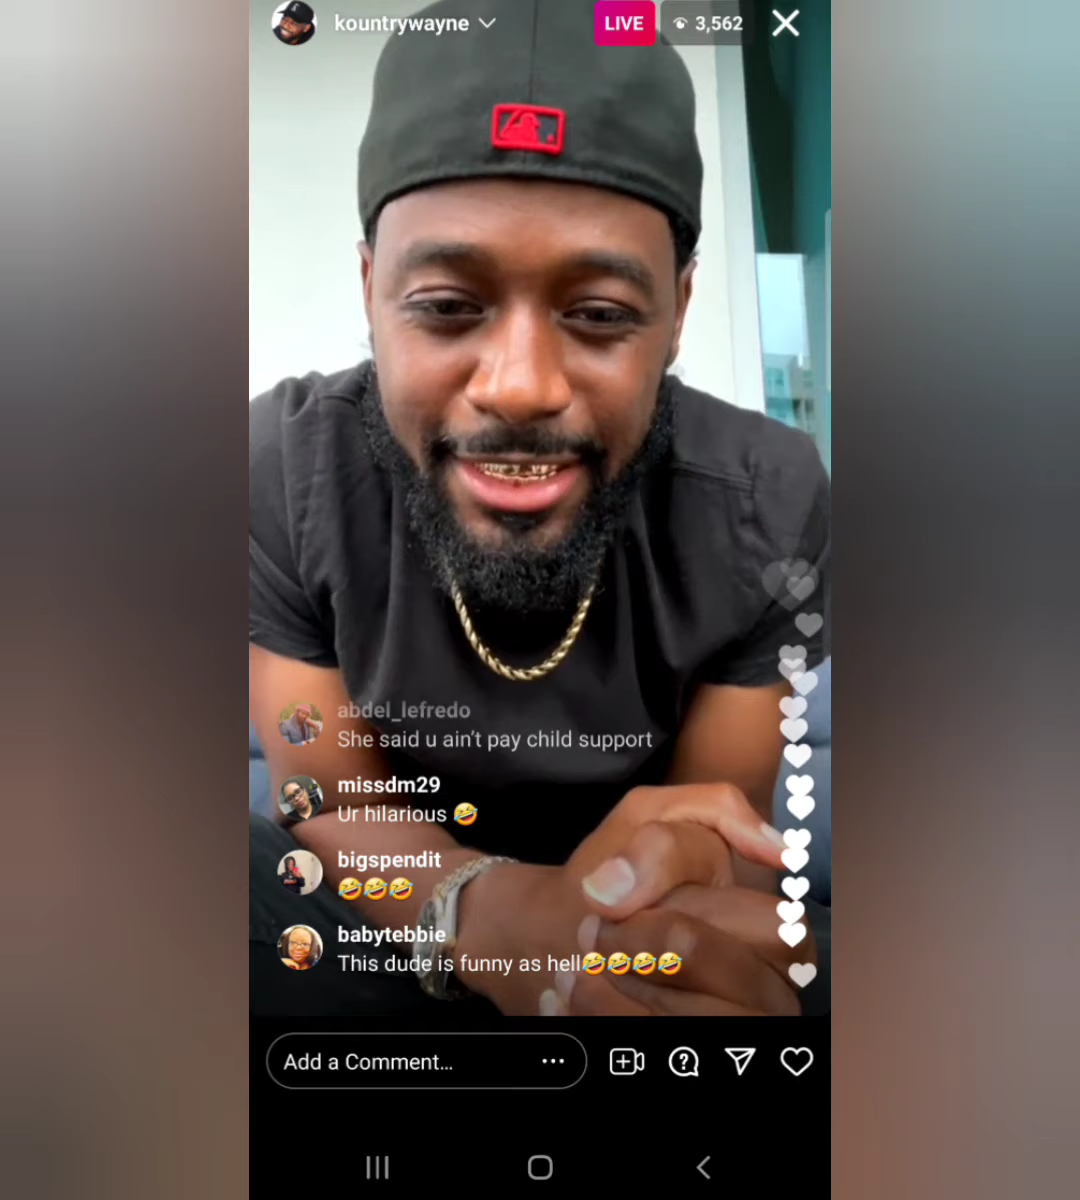 kountrywayne
LIVE
3,562
abdel_lefredo
She said u ain't pay child support
missdm29
Ur hilarious 🤣
bigspendit
🤣🤣🤣
babytebbie
This dude is funny as hell🤣🤣🤣🤣
Add a Comment...